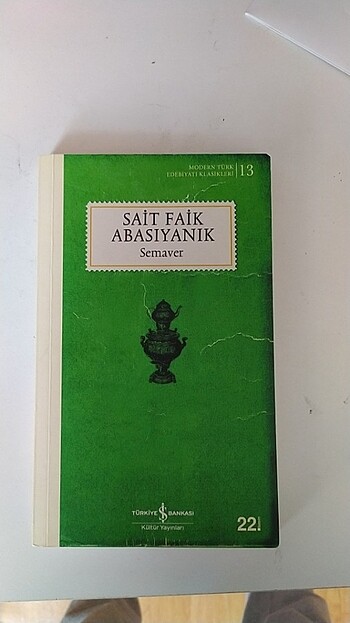 MODERN TÜRK
EDEBİYATI KLASİKLERİ 13
SAİT FAİK
ABASIYANIK
Semaver
TÜRKİYE İŞ BANKASI
Kültür Yayınları
22!